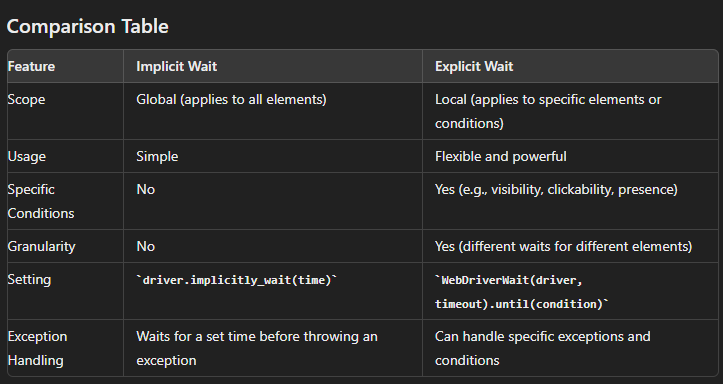 Comparison Table
Feature Implicit Wait Explicit Wait
Scope Global (applies to all elements) Local (applies to specific elements or
conditions)
Usage Simple Flexible and powerful
Specific No Yes (e.g., visibility, clickability, presence)
Conditions
Granularity No Yes (different waits for different elements)
Setting `driver.implicitly_wait(time)` `WebDriverWait(driver,
timeout).until(condition)`
Exception Waits for a set time before throwing an Can handle specific exceptions and
Handling exception conditions